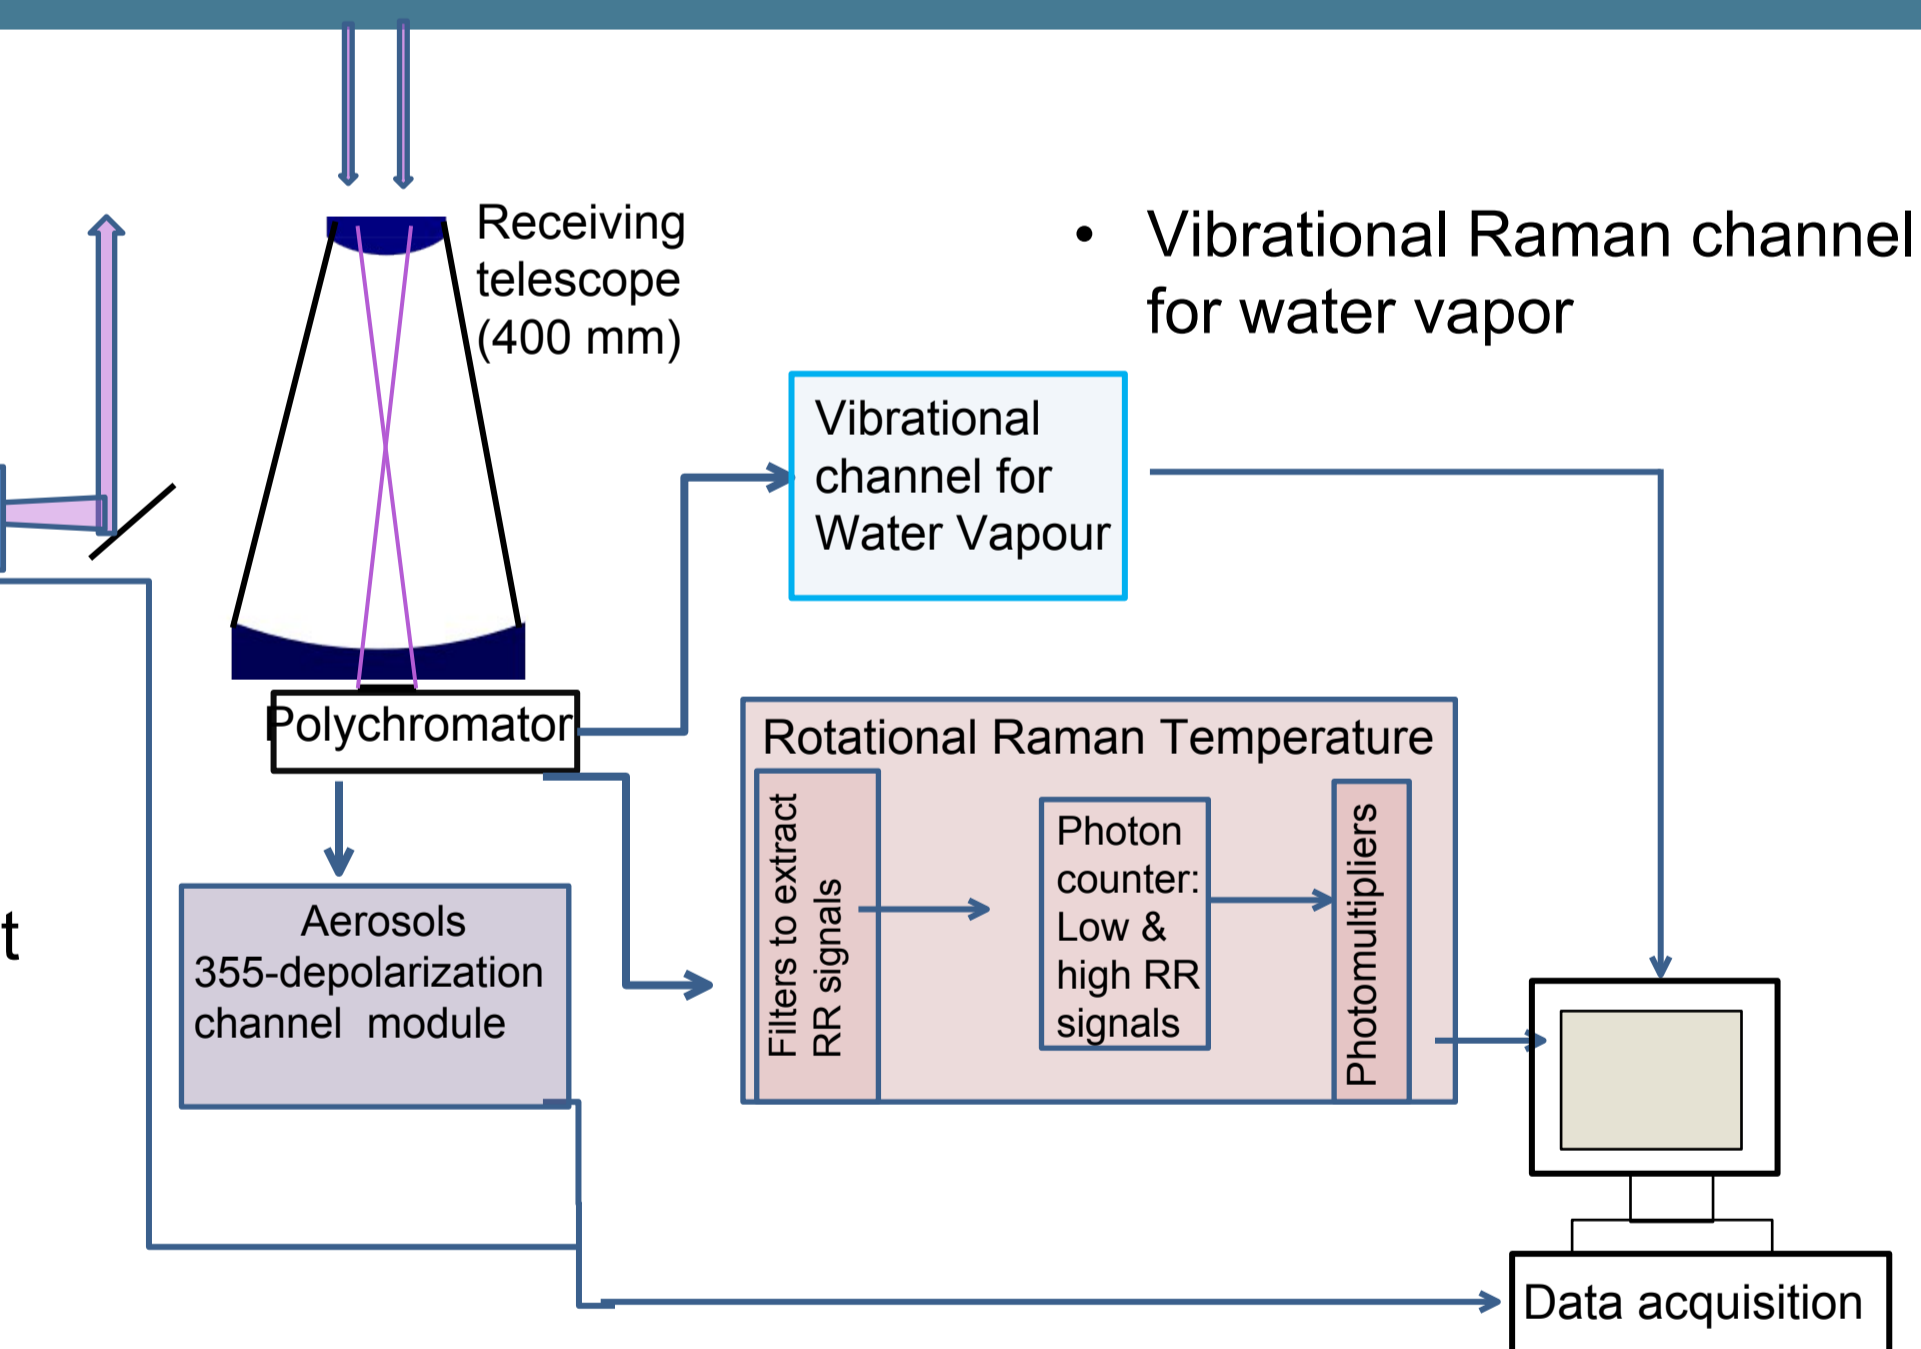 Receiving
telescope
(400 mm)
• Vibrational Raman channel
for water vapor
Vibrational
channel for
Water Vapour
Polychromator
Rotational Raman Temperature
Filters to extract
RR signals
Photon
counter:
Low &
high RR
signals
Photomultipliers
t
Aerosols
355-depolarization
channel module
Data acquisition